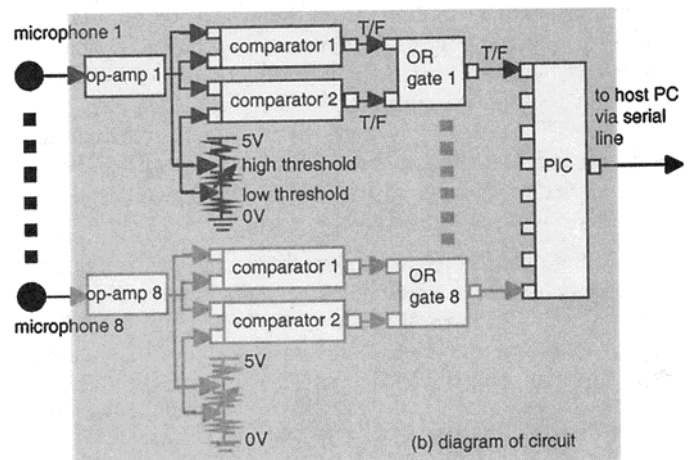 microphone 1
op-amp 1
comparator 1
T/F
OR
gate 1
T/F
comparator 2
T/F
5V
high threshold
low threshold
0V
PIC
to host PC
via serial
line
op-amp 8
microphone 8
comparator 1
comparator 2
OR
gate 8
5V
0V
(b) diagram of circuit